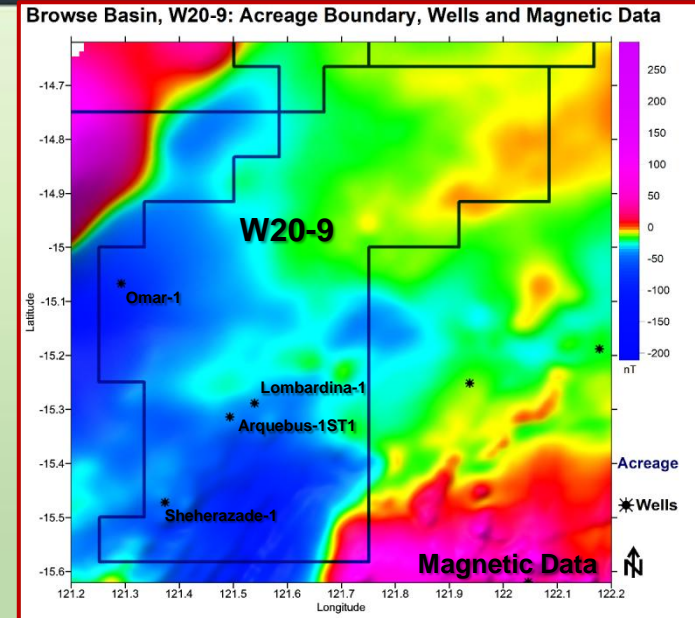 Browse Basin, W20-9: Acreage Boundary, Wells and Magnetic Data
-14.7
-14.8
-14.9
-15
-15.1
-15.2
-15.3
-15.4
-15.5
-15.6
Latitude
W20-9
Omar-1
Lombardina-1
Arquebus-1ST1
Sheherazade-1
Magnetic Data
121.2
121.3
121.4
121.5
121.6
121.7
121.8
121.9
122
122.1
122.2
Longitude
250
200
150
100
50
0
-50
-100
-150
-200
nT
Acreage
Wells
N